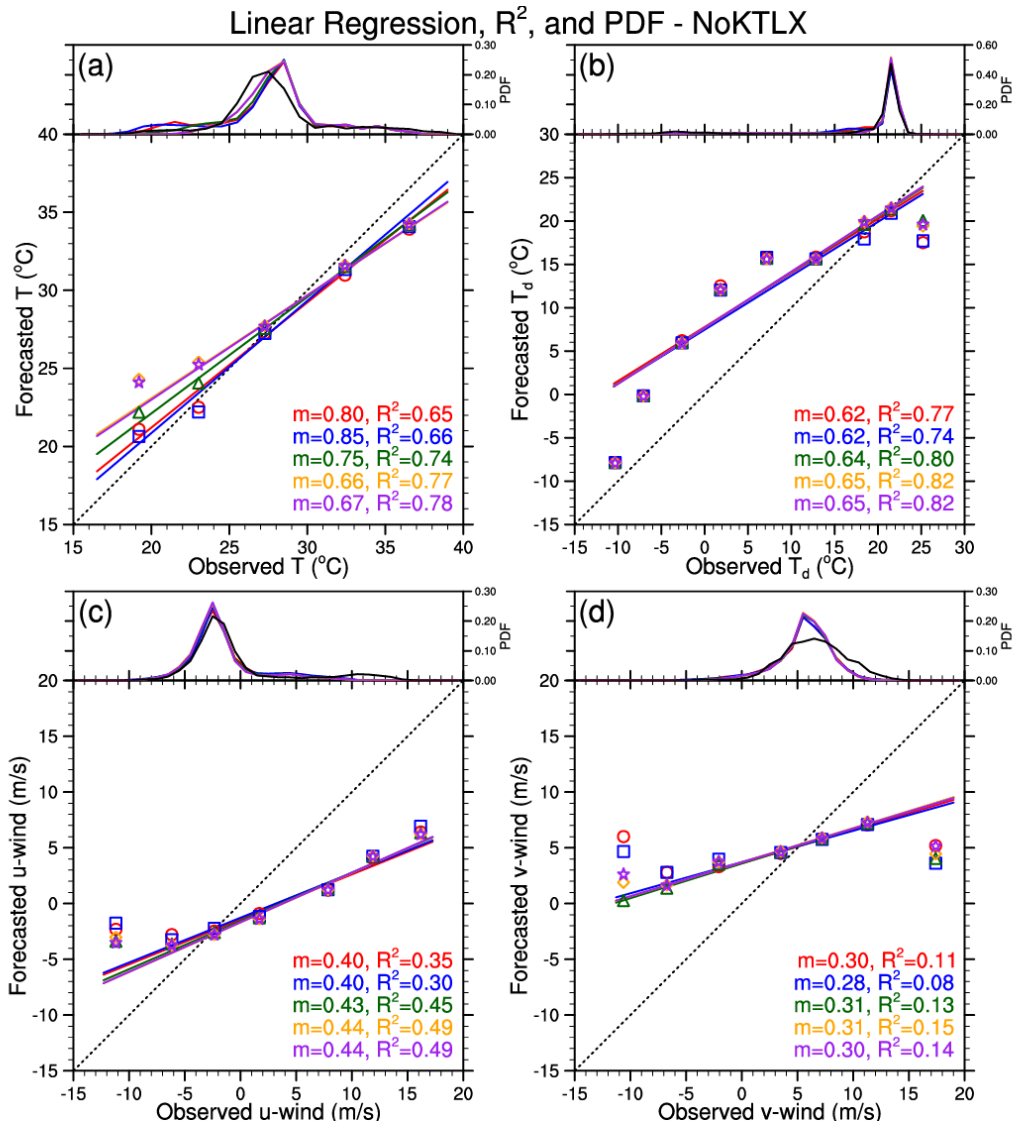 Linear Regression, R², and PDF - NoKTLX
(a)
0.30
0.20
0.10
0.00
PDF
40
35
30
25
20
15
Forecasted T (°C)
m=0.80, R²=0.65
m=0.85, R²=0.66
m=0.75, R²=0.74
m=0.66, R²=0.77
m=0.67, R²=0.78
15 20 25 30 35 40
Observed T (°C)
(b)
0.60
0.40
0.20
0.00
PDF
30
25
20
15
10
5
0
-5
-10
-15
Forecasted T_d (°C)
m=0.62, R²=0.77
m=0.62, R²=0.74
m=0.64, R²=0.80
m=0.65, R²=0.82
m=0.65, R²=0.82
-15 -10 -5 0 5 10 15 20 25 30
Observed T_d (°C)
(c)
0.30
0.20
0.10
0.00
PDF
20
15
10
5
0
-5
-10
-15
Forecasted u-wind (m/s)
m=0.40, R²=0.35
m=0.40, R²=0.30
m=0.43, R²=0.45
m=0.44, R²=0.49
m=0.44, R²=0.49
-15 -10 -5 0 5 10 15 20
Observed u-wind (m/s)
(d)
0.30
0.20
0.10
0.00
PDF
20
15
10
5
0
-5
-10
-15
Forecasted v-wind (m/s)
m=0.30, R²=0.11
m=0.28, R²=0.08
m=0.31, R²=0.13
m=0.31, R²=0.15
m=0.30, R²=0.14
-15 -10 -5 0 5 10 15 20
Observed v-wind (m/s)